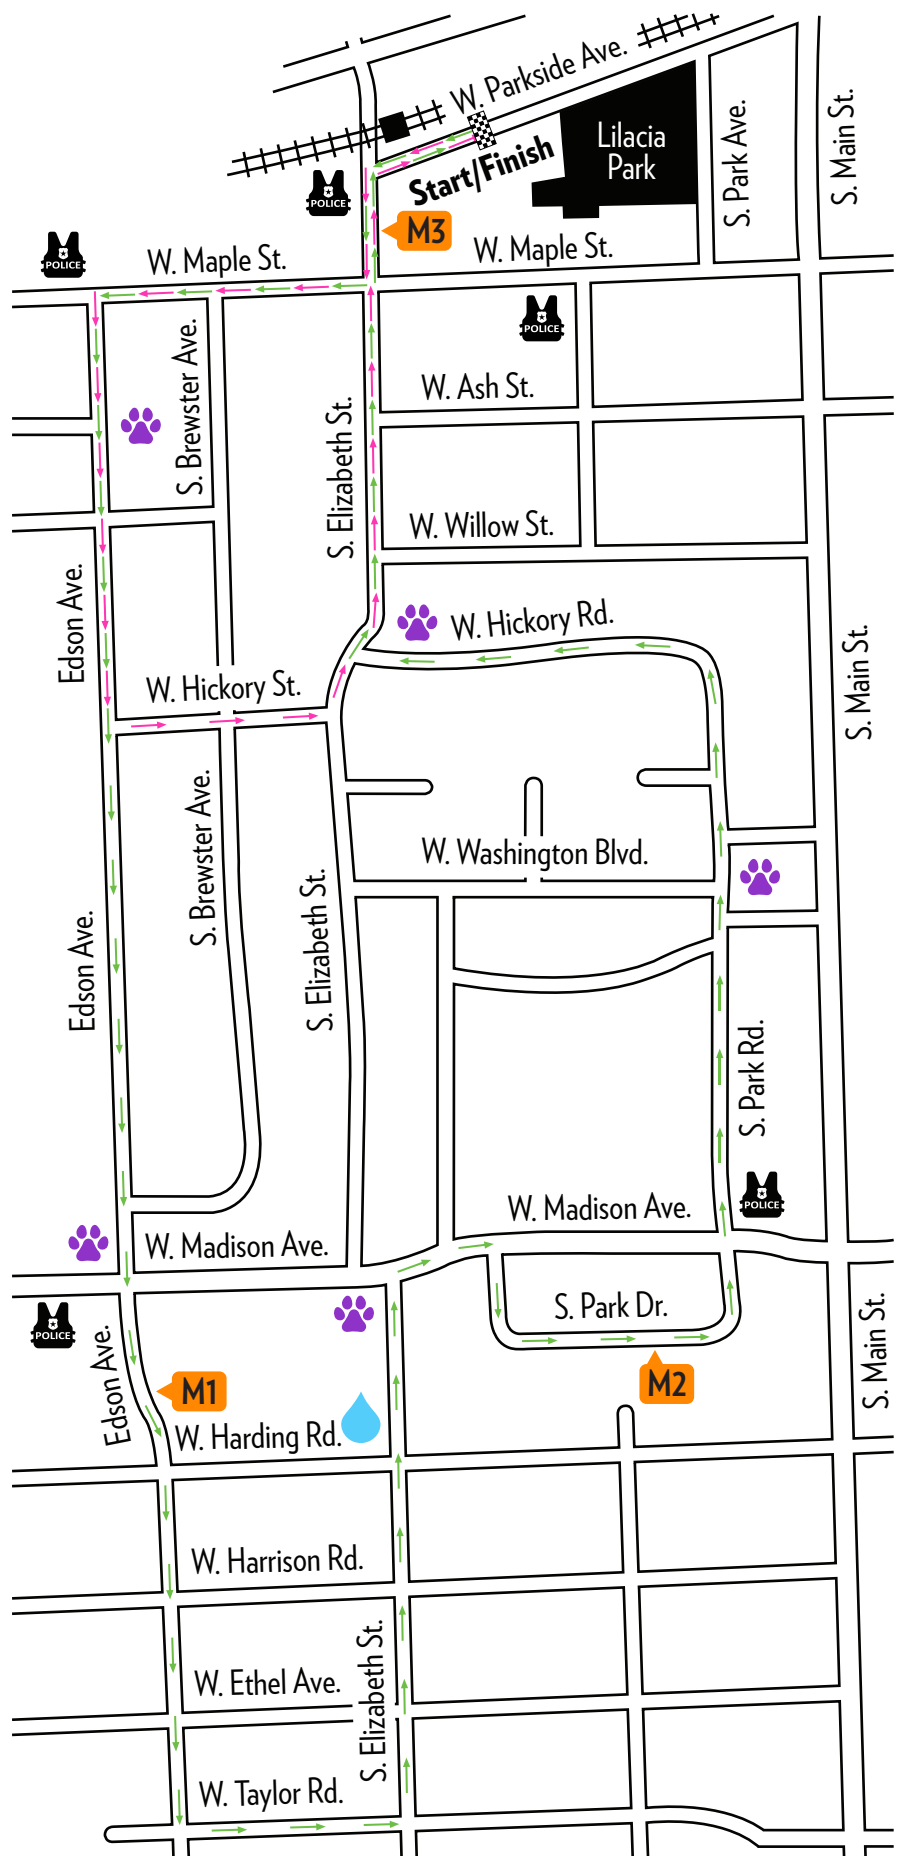 W. Parkside Ave.
Start/Finish
Lilacia
Park
S. Park Ave.
S. Main St.
POLICE
M3
POLICE
W. Maple St.
W. Maple St.
POLICE
S. Brewster Ave.
W. Ash St.
S. Elizabeth St.
W. Willow St.
Edson Ave.
W. Hickory Rd.
W. Hickory St.
S. Main St.
S. Brewster Ave.
W. Washington Blvd.
S. Elizabeth St.
Edson Ave.
S. Park Rd.
POLICE
W. Madison Ave.
W. Madison Ave.
S. Park Dr.
POLICE
Edson Ave.
M1
M2
S. Main St.
W. Harding Rd.
W. Harrison Rd.
W. Ethel Ave.
S. Elizabeth St.
W. Taylor Rd.